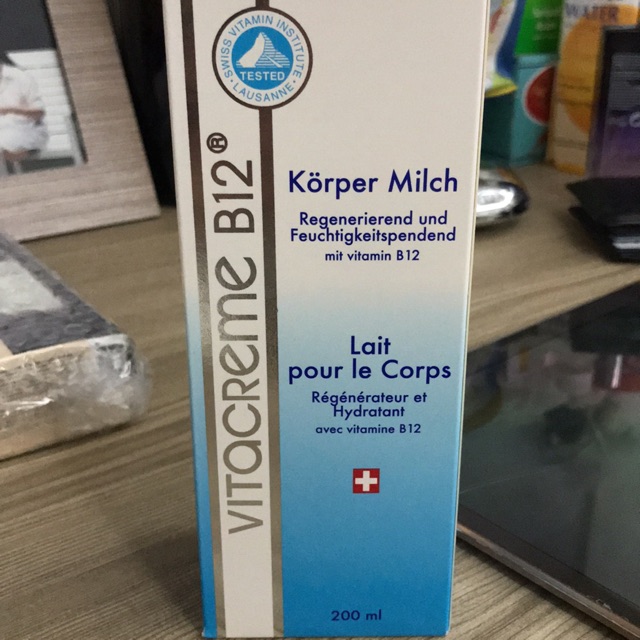 SWISS VITAMIN INSTITUTE
TESTED
LAUSANNE
VITACREME B12®
Körper Milch
Regenerierend und
Feuchtigkeitspendend
mit vitamin B12
Lait
pour le Corps
Régénérateur et
Hydratant
avec vitamine B12
200 ml
WATER